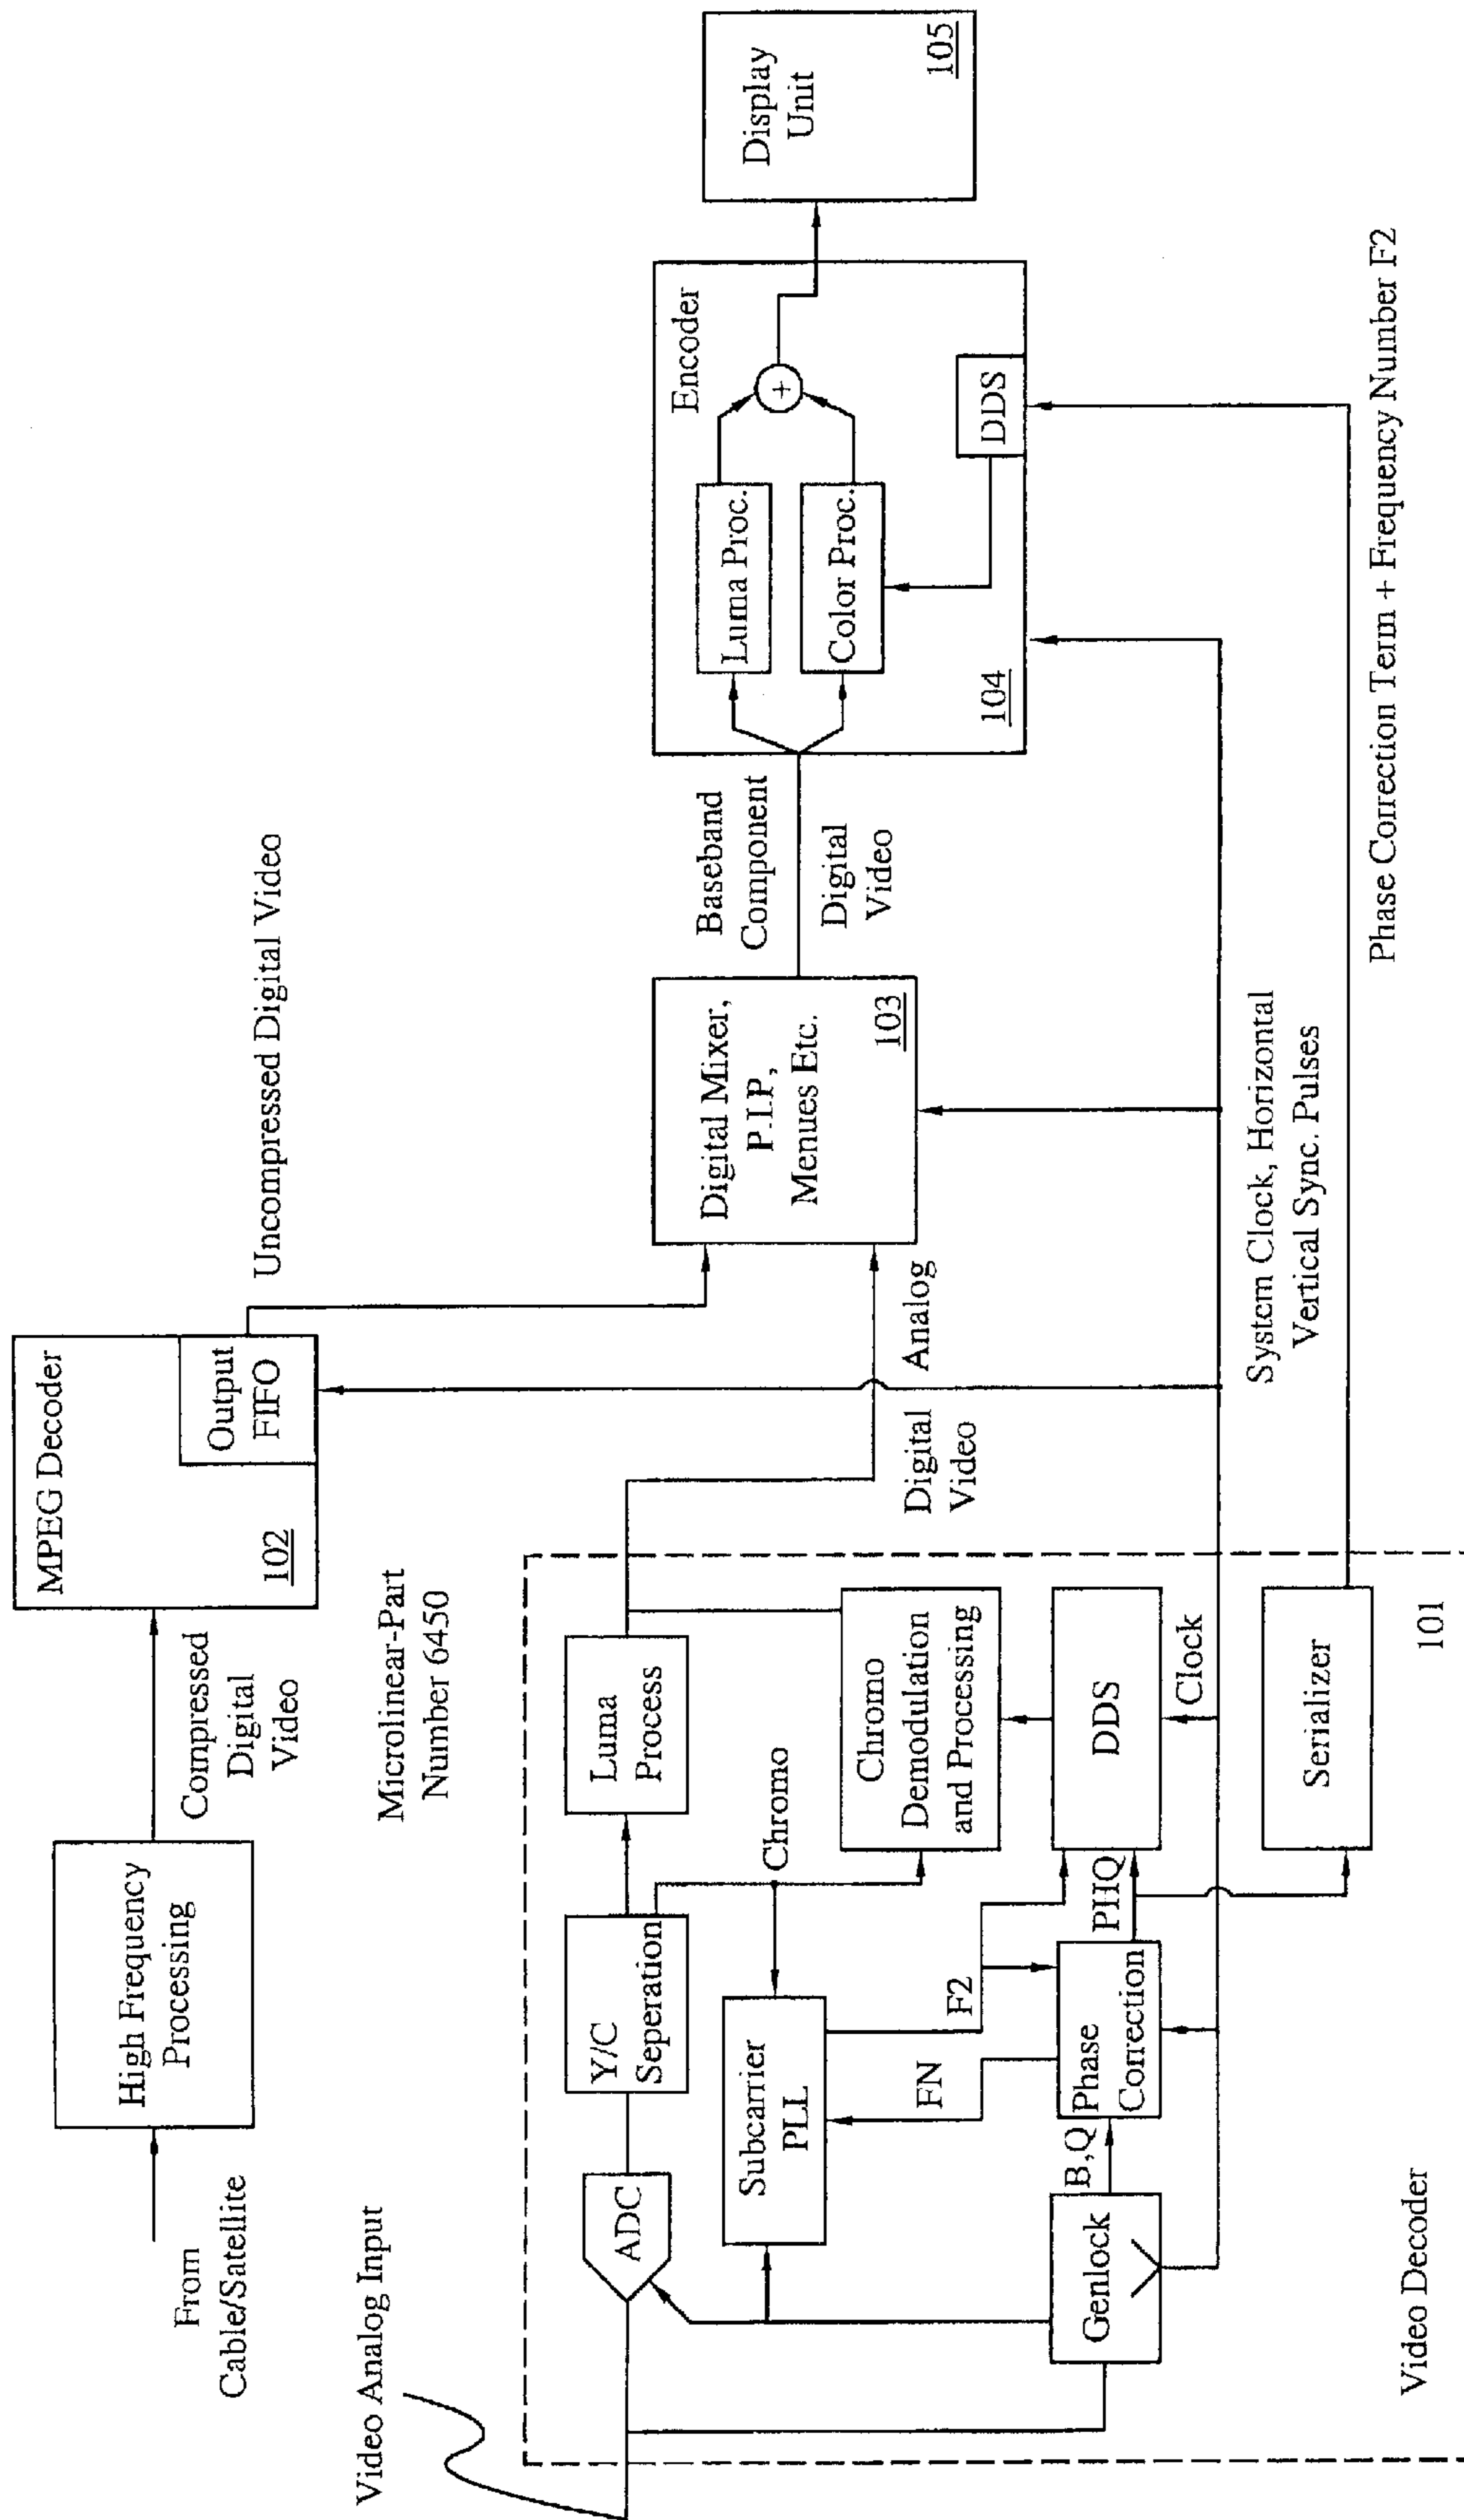 From
Cable/Satellite
High Frequency
Processing
Compressed
Digital
Video
MPEG Decoder
Output
FIFO
102
Uncompressed Digital Video
Video Analog Input
Microlinear-Part
Number 6450
ADC
Y/C
Seperation
Luma
Process
Chromo
Subcarrier
PLL
Chromo
Demodulation
and Processing
FN
F2
Genlock
B,Q
Phase
Correction
PHQ
DDS
Clock
Serializer
101
Video Decoder
Digital
Video
Analog
Digital Mixer,
P.I.P,
Menues Etc.
103
Baseband
Component
Digital
Video
Encoder
Luma Proc.
Color Proc.
+
DDS
104
Display
Unit
105
System Clock, Horizontal
Vertical Sync. Pulses
Phase Correction Term + Frequency Number F2